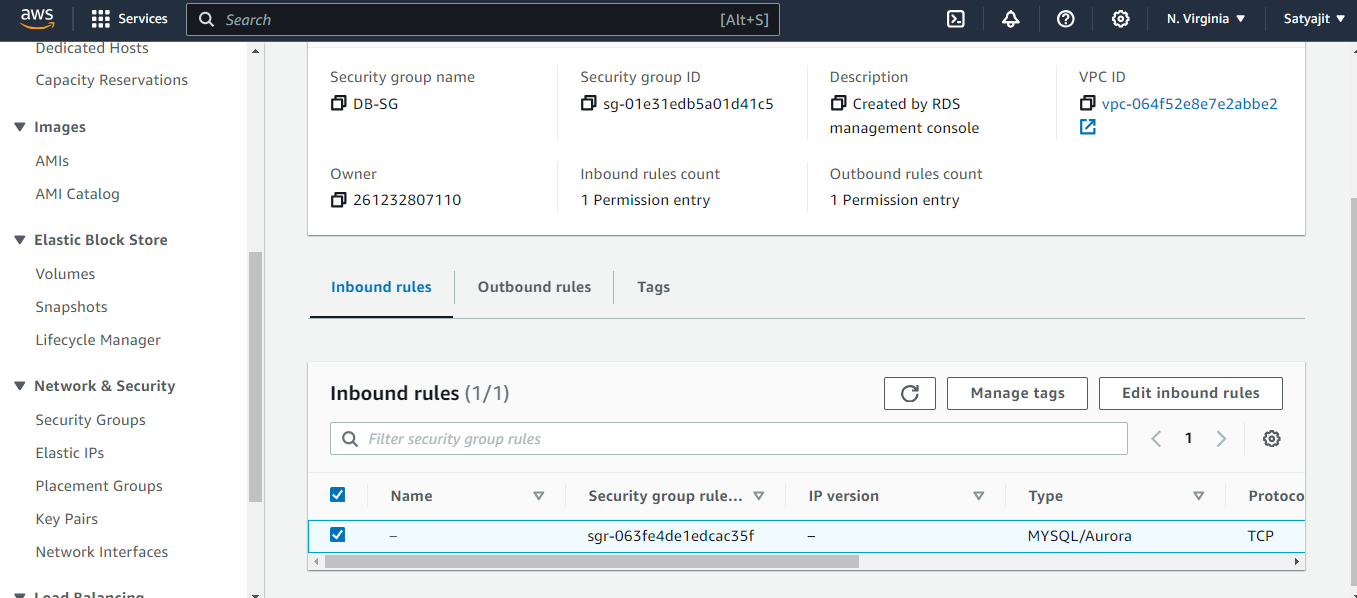 aws Services Search [Alt+S] N. Virginia Satyajit
Dedicated Hosts
Capacity Reservations
Images
AMIs
AMI Catalog
Elastic Block Store
Volumes
Snapshots
Lifecycle Manager
Network & Security
Security Groups
Elastic IPs
Placement Groups
Key Pairs
Network Interfaces
Load Balancing
Security group name
DB-SG
Security group ID
sg-01e31edb5a01d41c5
Description
Created by RDS
management console
VPC ID
vpc-064f52e8e7e2abbe2
Owner
261232807110
Inbound rules count
1 Permission entry
Outbound rules count
1 Permission entry
Inbound rules Outbound rules Tags
Inbound rules (1/1) Manage tags Edit inbound rules
Filter security group rules 1
Name Security group rule... IP version Type Protoco
– sgr-063fe4de1edcac35f – MYSQL/Aurora TCP